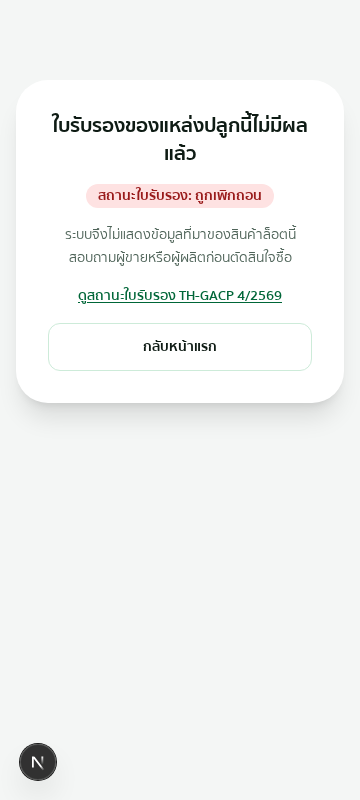 ใบรับรองของแหล่งปลูกนี้ไม่มีผล
แล้ว
สถานะใบรับรอง: ถูกเพิกถอน
ระบบจึงไม่แสดงข้อมูลที่มาของสินค้าล็อตนี้
สอบถามผู้ขายหรือผู้ผลิตก่อนตัดสินใจซื้อ
ดูสถานะใบรับรอง TH-GACP 4/2569
กลับหน้าแรก
N